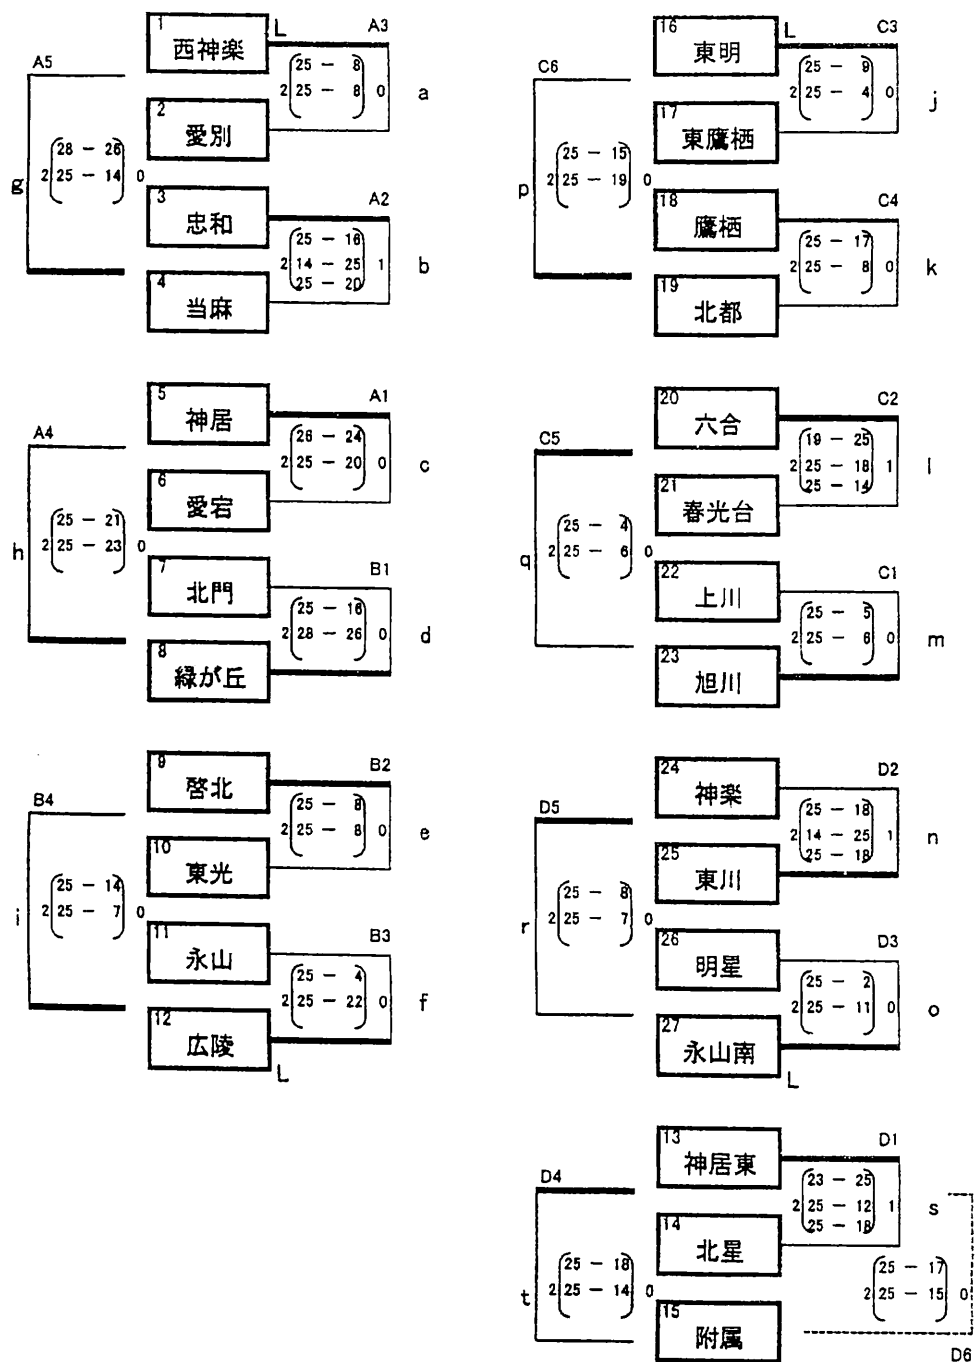 1 西神楽 L A3
25 - 8
2 25 - 8 0 a
2 愛別
A5
28 - 26
g 2 25 - 14 0
3 忠和 A2
25 - 16
2 14 - 25 1 b
25 - 20
4 当麻
5 神居 A1
26 - 24
2 25 - 20 0 c
6 愛宕
A4
25 - 21
h 2 25 - 23 0
7 北門 B1
25 - 16
2 28 - 26 0 d
8 緑が丘
9 啓北 B2
25 - 8
2 25 - 8 0 e
10 東光
B4
25 - 14
i 2 25 - 7 0
11 永山 B3
25 - 4
2 25 - 22 0 f
12 広陵
L
16 東明 L C3
25 - 9
2 25 - 4 0 j
17 東鷹栖
C6
25 - 15
p 2 25 - 19 0
18 鷹栖 C4
25 - 17
2 25 - 8 0 k
19 北都
20 六合 C2
19 - 25
2 25 - 18 1 l
25 - 14
21 春光台
C5
25 - 4
q 2 25 - 6 0
22 上川 C1
25 - 5
2 25 - 6 0 m
23 旭川
24 神楽 D2
25 - 18
2 14 - 25 1 n
25 - 18
25 東川
D5
25 - 8
r 2 25 - 7 0
26 明星 D3
25 - 2
2 25 - 11 0 o
27 永山南
L
13 神居東 D1
23 - 25
2 25 - 12 1 s
25 - 18
14 北星
D4
25 - 18
t 2 25 - 14 0
25 - 17
2 25 - 15 0
15 附属
D6